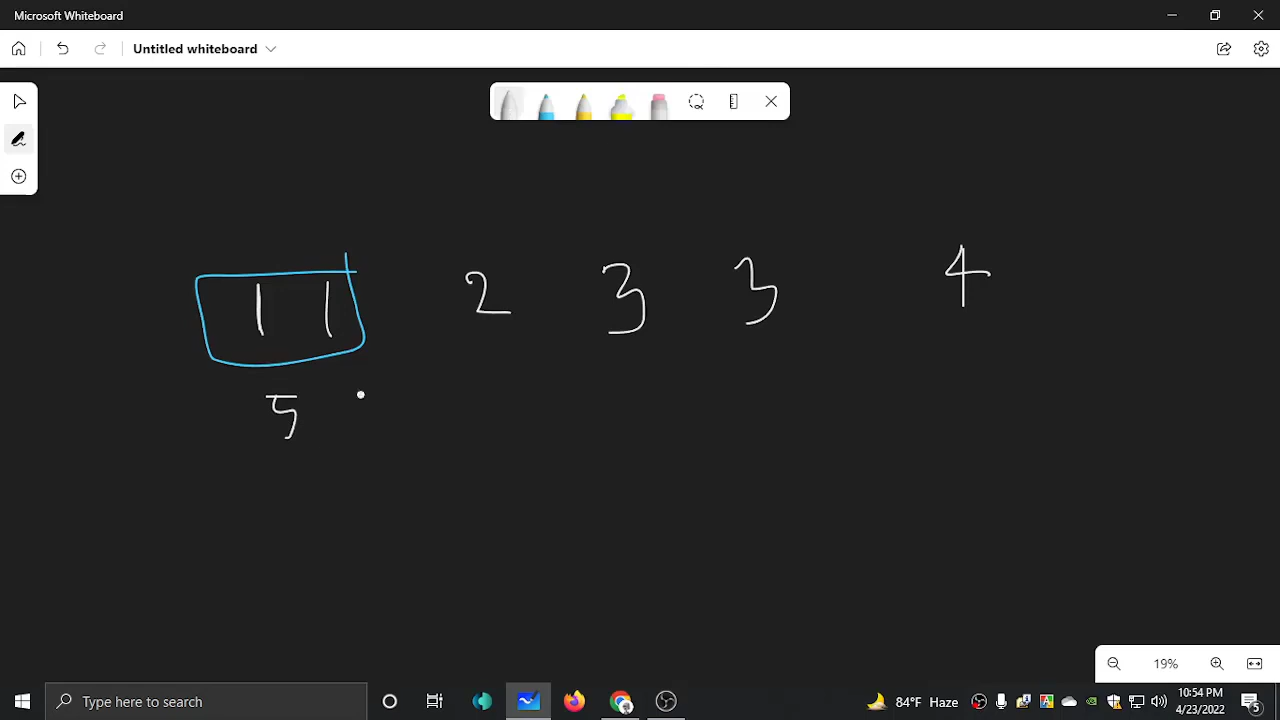 Microsoft Whiteboard
Untitled whiteboard
1 1 2 3 3 4
5
19%
Type here to search
84°F Haze
10:54 PM
4/23/2022
5